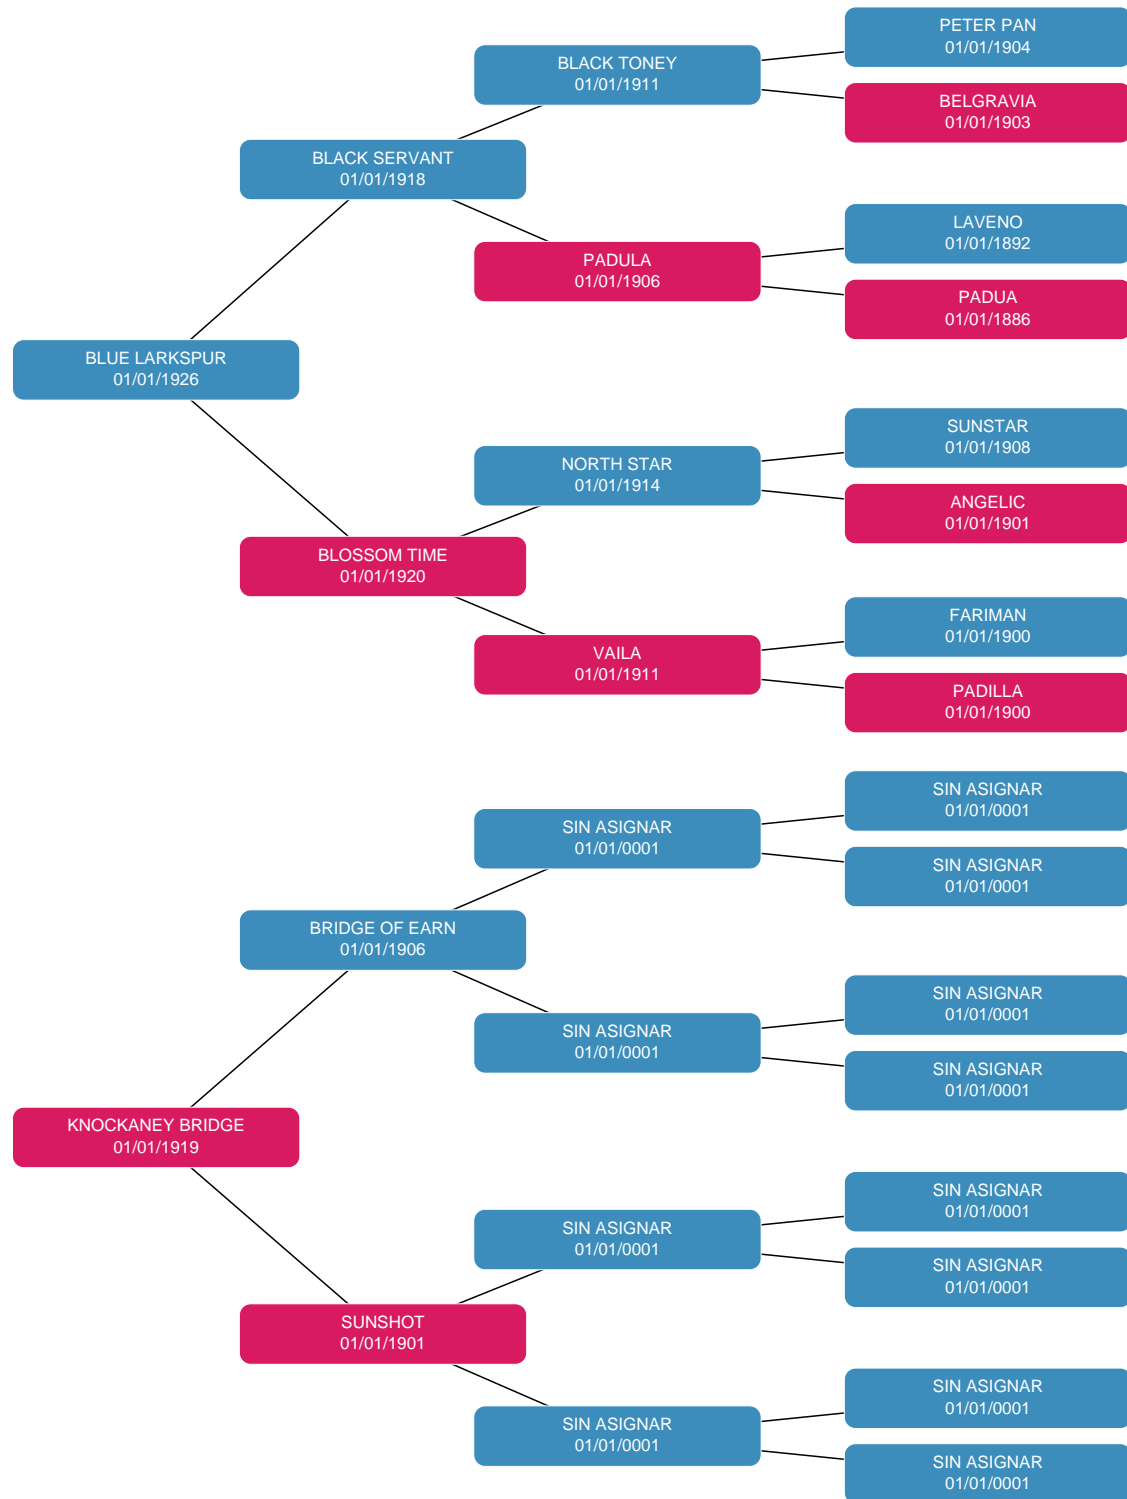 PETER PAN
01/01/1904
BLACK TONEY
01/01/1911
BELGRAVIA
01/01/1903
BLACK SERVANT
01/01/1918
LAVENO
01/01/1892
PADULA
01/01/1906
PADUA
01/01/1886
BLUE LARKSPUR
01/01/1926
SUNSTAR
01/01/1908
NORTH STAR
01/01/1914
ANGELIC
01/01/1901
BLOSSOM TIME
01/01/1920
FARIMAN
01/01/1900
VAILA
01/01/1911
PADILLA
01/01/1900
SIN ASIGNAR
01/01/0001
SIN ASIGNAR
01/01/0001
SIN ASIGNAR
01/01/0001
BRIDGE OF EARN
01/01/1906
SIN ASIGNAR
01/01/0001
SIN ASIGNAR
01/01/0001
SIN ASIGNAR
01/01/0001
KNOCKANEY BRIDGE
01/01/1919
SIN ASIGNAR
01/01/0001
SIN ASIGNAR
01/01/0001
SIN ASIGNAR
01/01/0001
SUNSHOT
01/01/1901
SIN ASIGNAR
01/01/0001
SIN ASIGNAR
01/01/0001
SIN ASIGNAR
01/01/0001